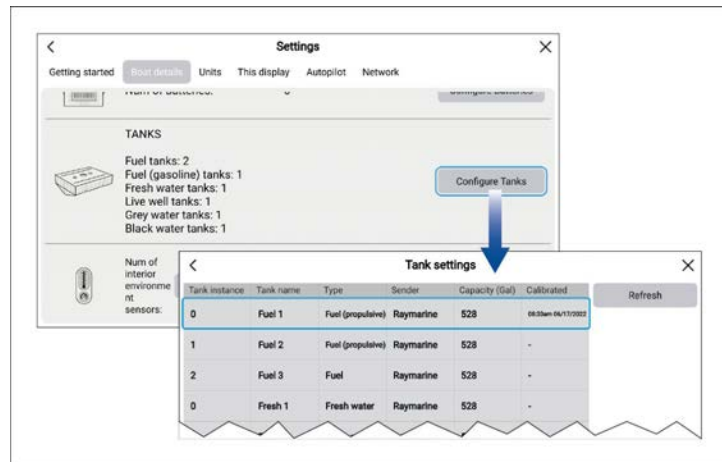 Settings
Getting started Boat details Units This display Autopilot Network
TANKS
Fuel tanks: 2
Fuel (gasoline) tanks: 1
Fresh water tanks: 1
Live well tanks: 1
Grey water tanks: 1
Black water tanks: 1
Configure Tanks
Num of
interior
environme
nt
sensors:
Tank settings
Tank instance Tank name Type Sender Capacity (Gal) Calibrated
Refresh
0 Fuel 1 Fuel (propulsive) Raymarine 528 08:33am 06/17/2022
1 Fuel 2 Fuel (propulsive) Raymarine 528 -
2 Fuel 3 Fuel Raymarine 528 -
0 Fresh 1 Fresh water Raymarine 528 -